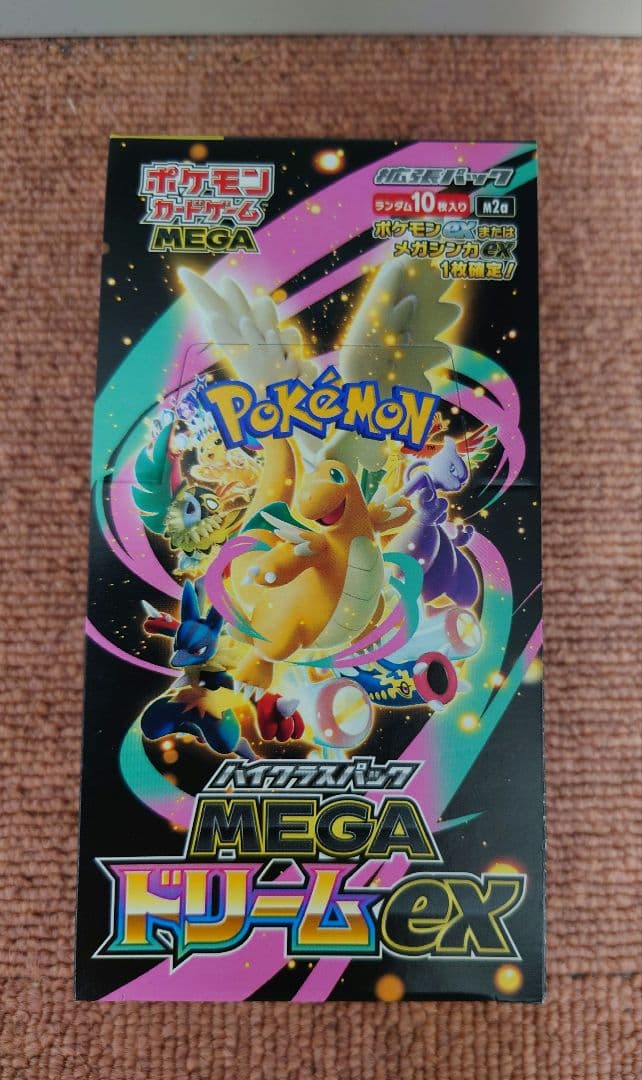 ポケモン
カードゲーム
MEGA
拡張パック
ランダム10枚入り
M2a
ポケモンexまたは
メガシンカex
1枚確定!
POKéMON
TM
ハイクラスパック
MEGA
ドリームex